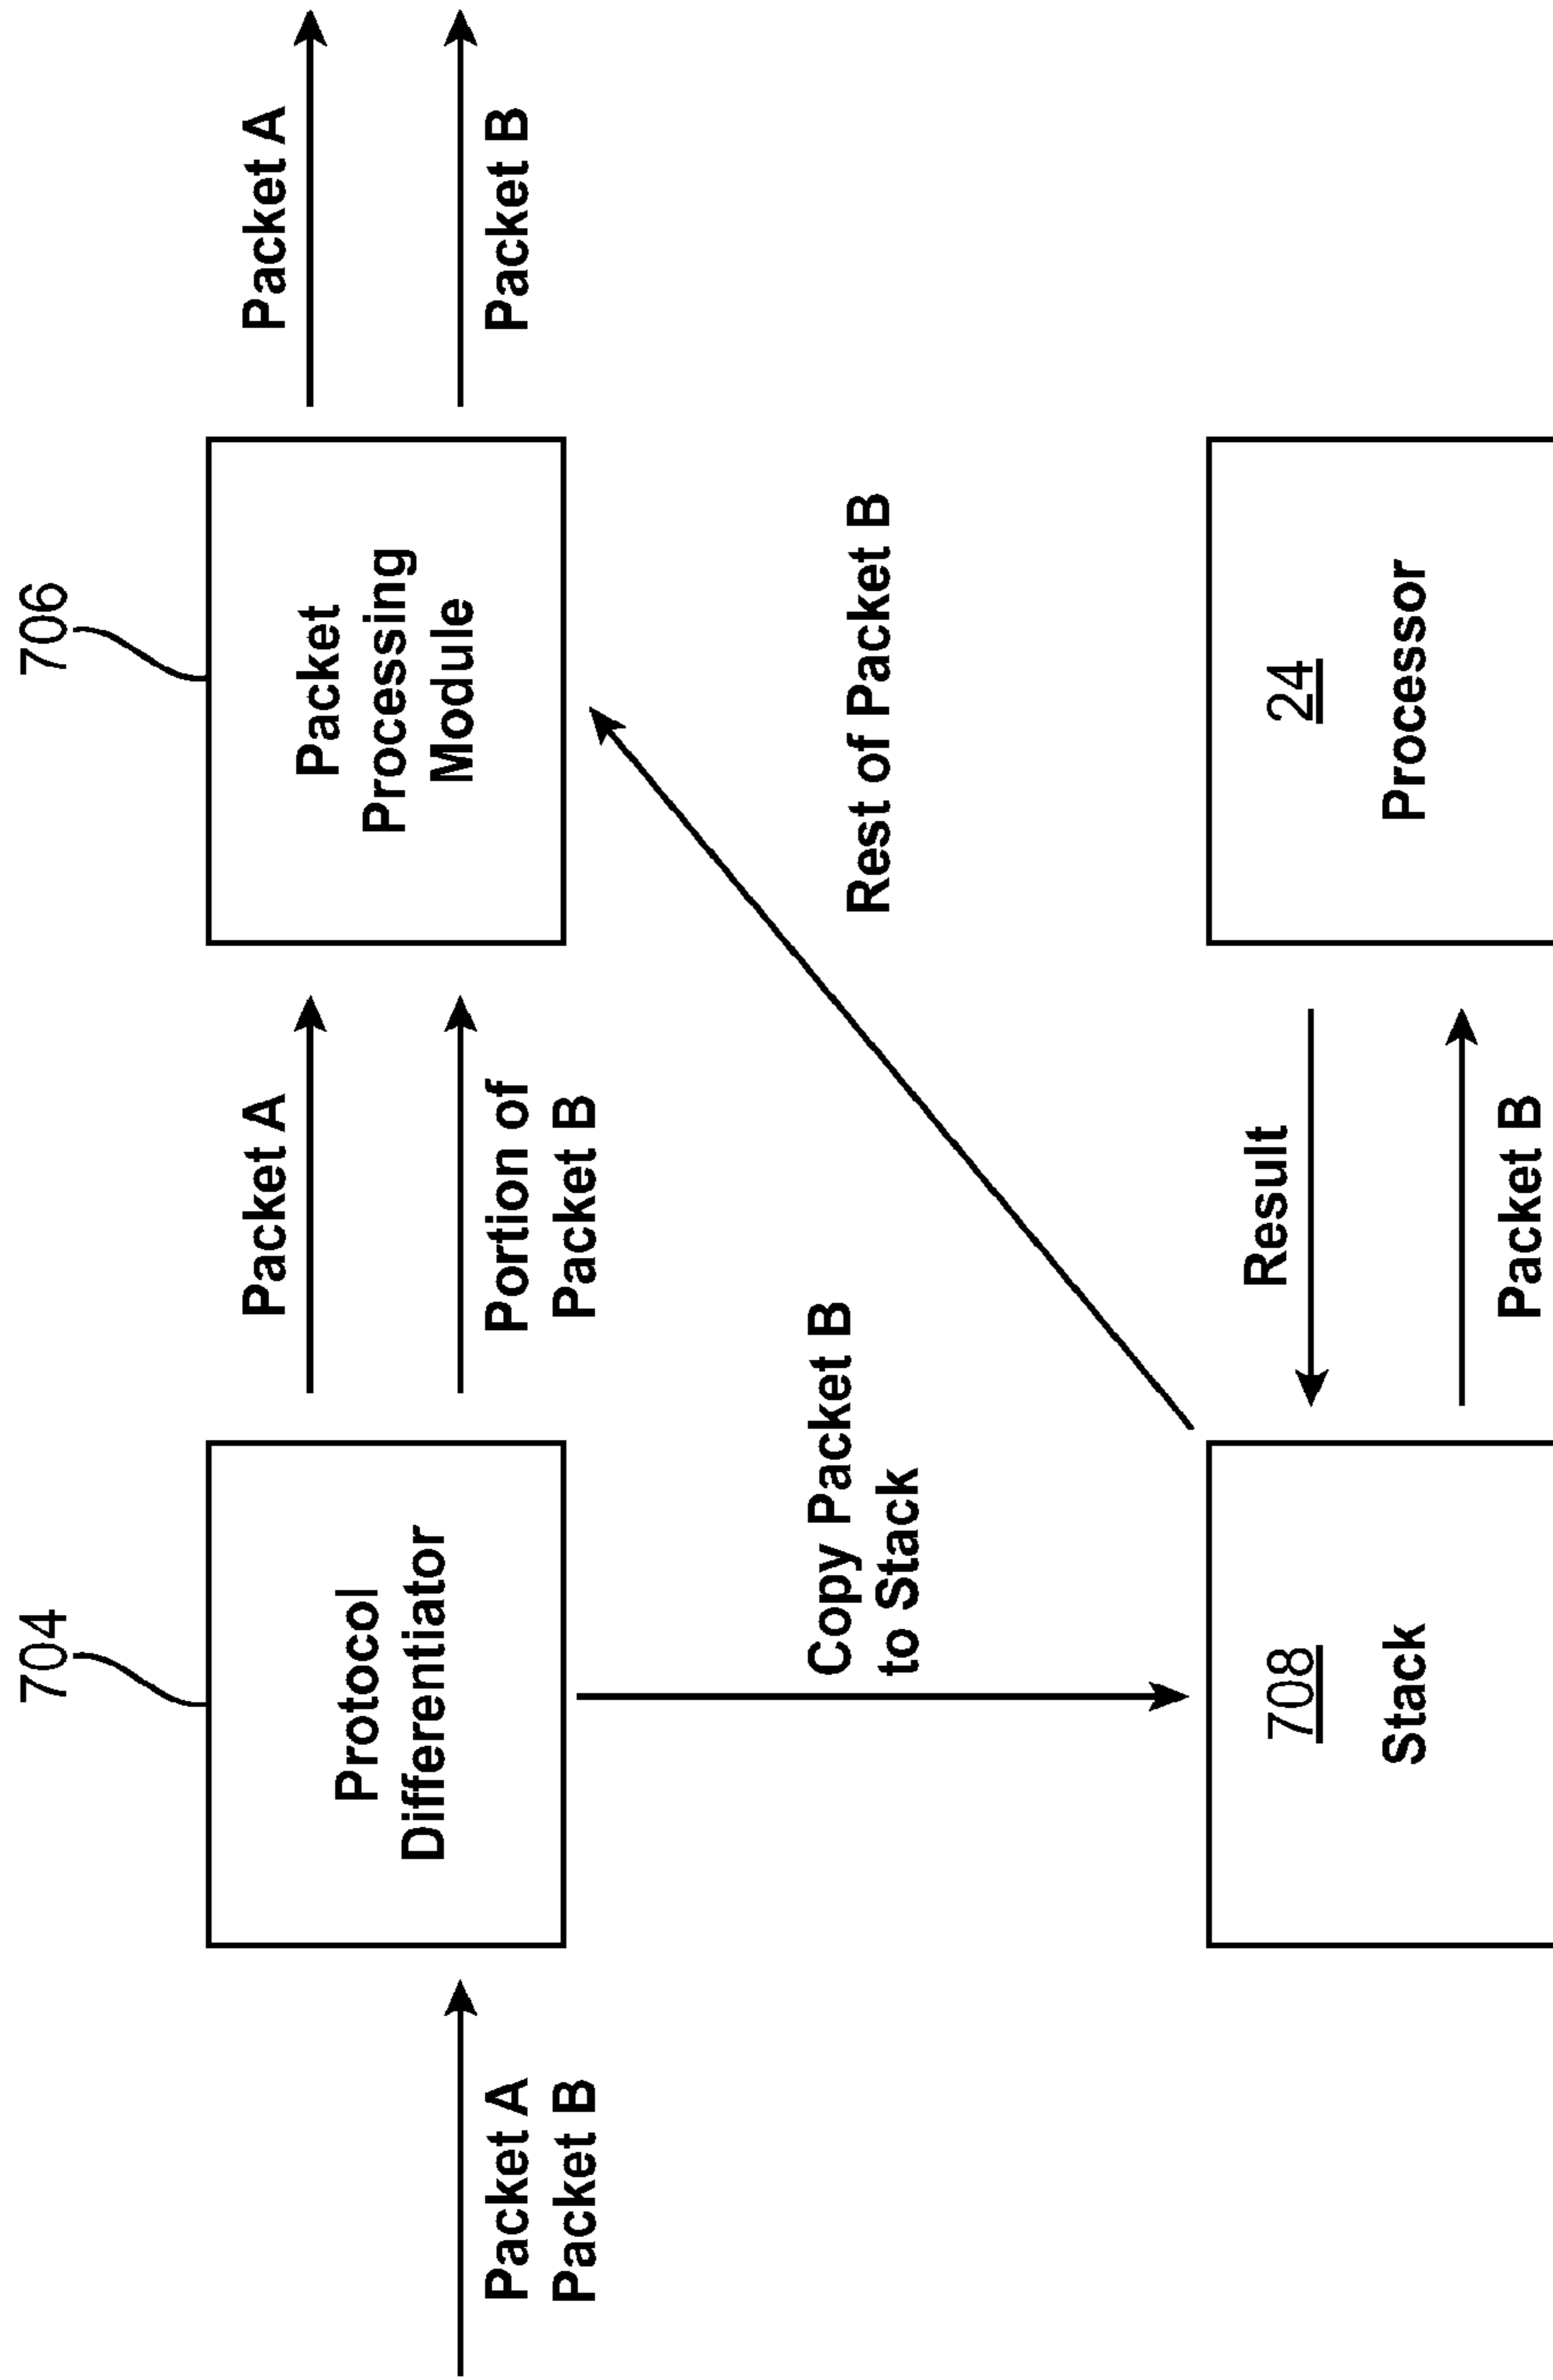 704
706
Packet A
Packet B
Protocol
Differentiator
Packet A
Portion of
Packet B
Packet
Processing
Module
Packet A
Packet B
Copy Packet B
to Stack
Rest of Packet B
708
Stack
Result
Packet B
24
Processor